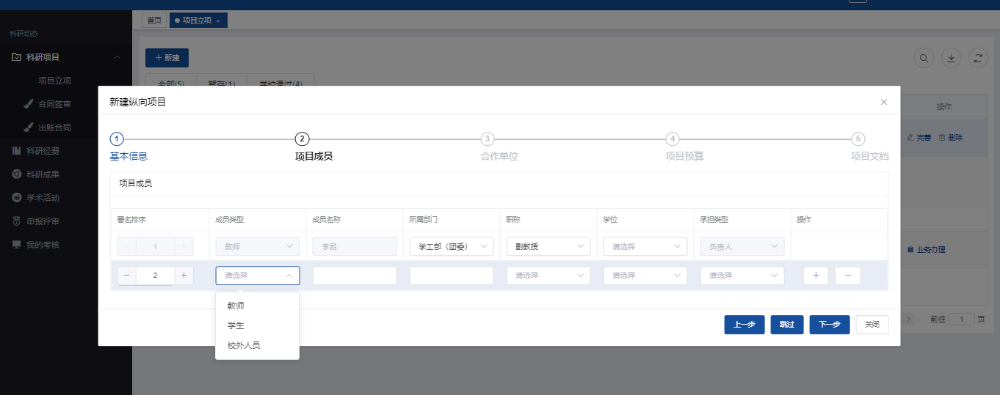 首页
项目立项 ×
科研动态
科研项目
项目立项
合同签审
出账合同
科研经费
科研成果
学术活动
申报评审
我的考核
+ 新建
全部(5) 暂存(1) 学校通过(4)
操作
完善 删除
业务办理
前往 1 页
新建纵向项目
1 2 3 4 5
基本信息 项目成员 合作单位 项目预算 项目文档
项目成员
署名排序 成员类型 成员名称 所属部门 职称 学位 承担类型 操作
− 1 + 教师 李昂 学工部（团委） 副教授 请选择 负责人
− 2 + 请选择 请选择 请选择 请选择 + −
教师
学生
校外人员
上一步 跳过 下一步 关闭